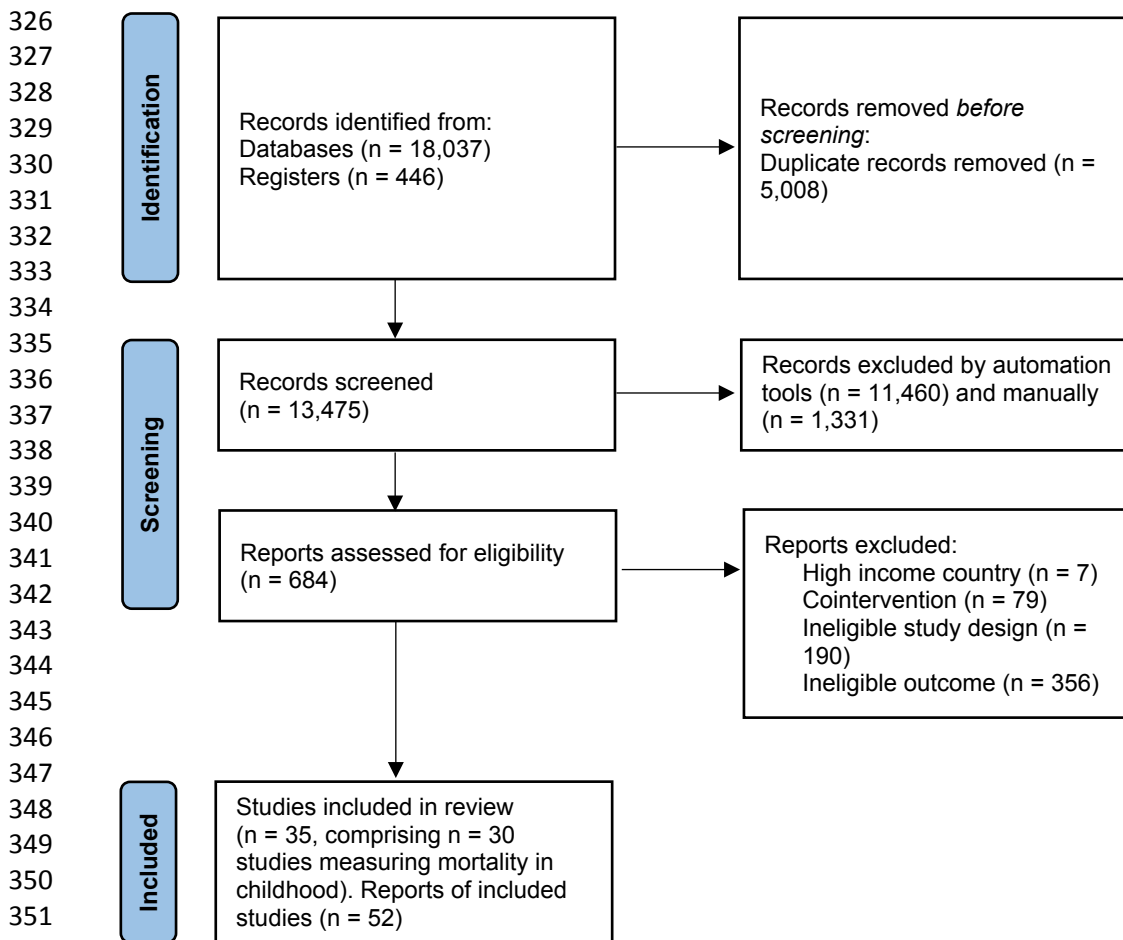 326
327
328
329
330
331
332
333
334
335
336
337
338
339
340
341
342
343
344
345
346
347
348
349
350
351
Identification
Records identified from:
Databases (n = 18,037)
Registers (n = 446)
Records removed before
screening:
Duplicate records removed (n =
5,008)
Screening
Records screened
(n = 13,475)
Records excluded by automation
tools (n = 11,460) and manually
(n = 1,331)
Reports assessed for eligibility
(n = 684)
Reports excluded:
High income country (n = 7)
Cointervention (n = 79)
Ineligible study design (n =
190)
Ineligible outcome (n = 356)
Included
Studies included in review
(n = 35, comprising n = 30
studies measuring mortality in
childhood). Reports of included
studies (n = 52)